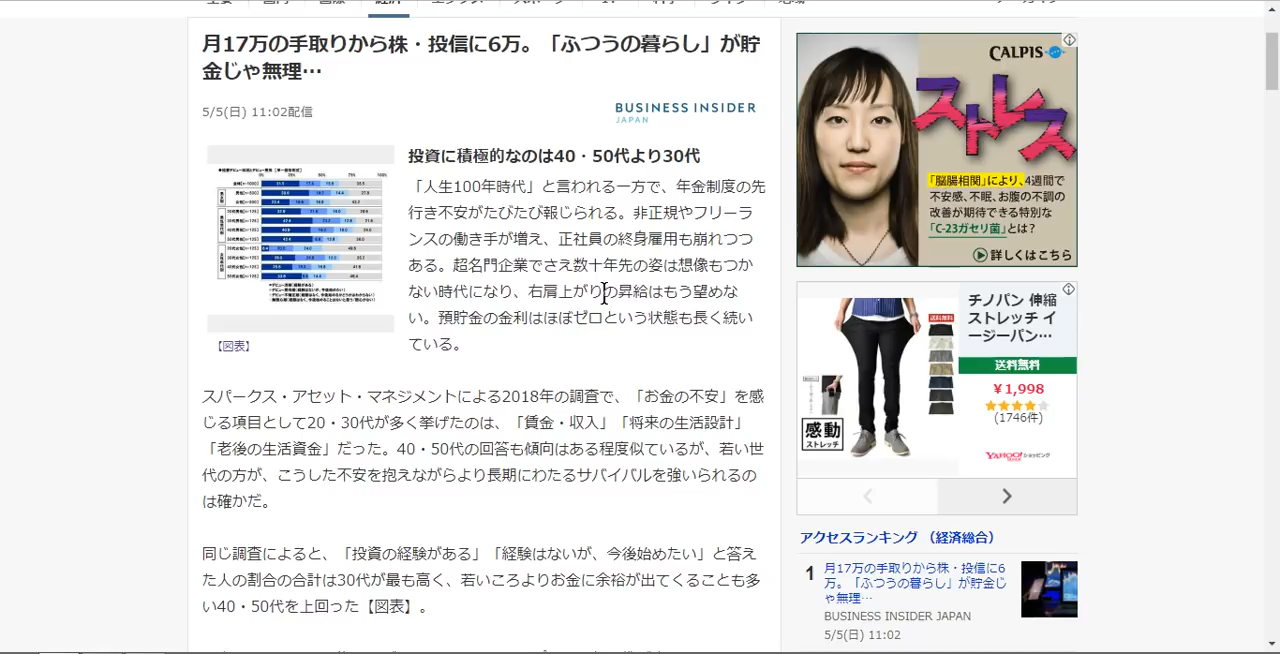 月17万の手取りから株・投信に6万。「ふつうの暮らし」が貯
金じゃ無理…
5/5(日) 11:02配信
BUSINESS INSIDER
JAPAN
【図表】
投資に積極的なのは40・50代より30代
「人生100年時代」と言われる一方で、年金制度の先
行き不安がたびたび報じられる。非正規やフリーラ
ンスの働き手が増え、正社員の終身雇用も崩れつつ
ある。超名門企業でさえ数十年先の姿は想像もつか
ない時代になり、右肩上がりの昇給はもう望めな
い。預貯金の金利はほぼゼロという状態も長く続い
ている。
スパークス・アセット・マネジメントによる2018年の調査で、「お金の不安」を感
じる項目として20・30代が多く挙げたのは、「賃金・収入」「将来の生活設計」
「老後の生活資金」だった。40・50代の回答も傾向はある程度似ているが、若い世
代の方が、こうした不安を抱えながらより長期にわたるサバイバルを強いられるの
は確かだ。
同じ調査によると、「投資の経験がある」「経験はないが、今後始めたい」と答え
た人の割合の合計は30代が最も高く、若いころよりお金に余裕が出てくることも多
い40・50代を上回った【図表】。
CALPIS
ストレス
「脳腸相関」により、4週間で
不安感、不眠、お腹の不調の
改善が期待できる特別な
「C-23ガセリ菌」とは?
詳しくはこちら
チノパン 伸縮
ストレッチ イ
ージーパン…
送料無料
送料無料
￥1,998
(1746件)
感動
ストレッチ
YAHOO! ショッピング
アクセスランキング （経済総合）
1
月17万の手取りから株・投信に6
万。「ふつうの暮らし」が貯金じ
ゃ無理…
BUSINESS INSIDER JAPAN
5/5(日) 11:02